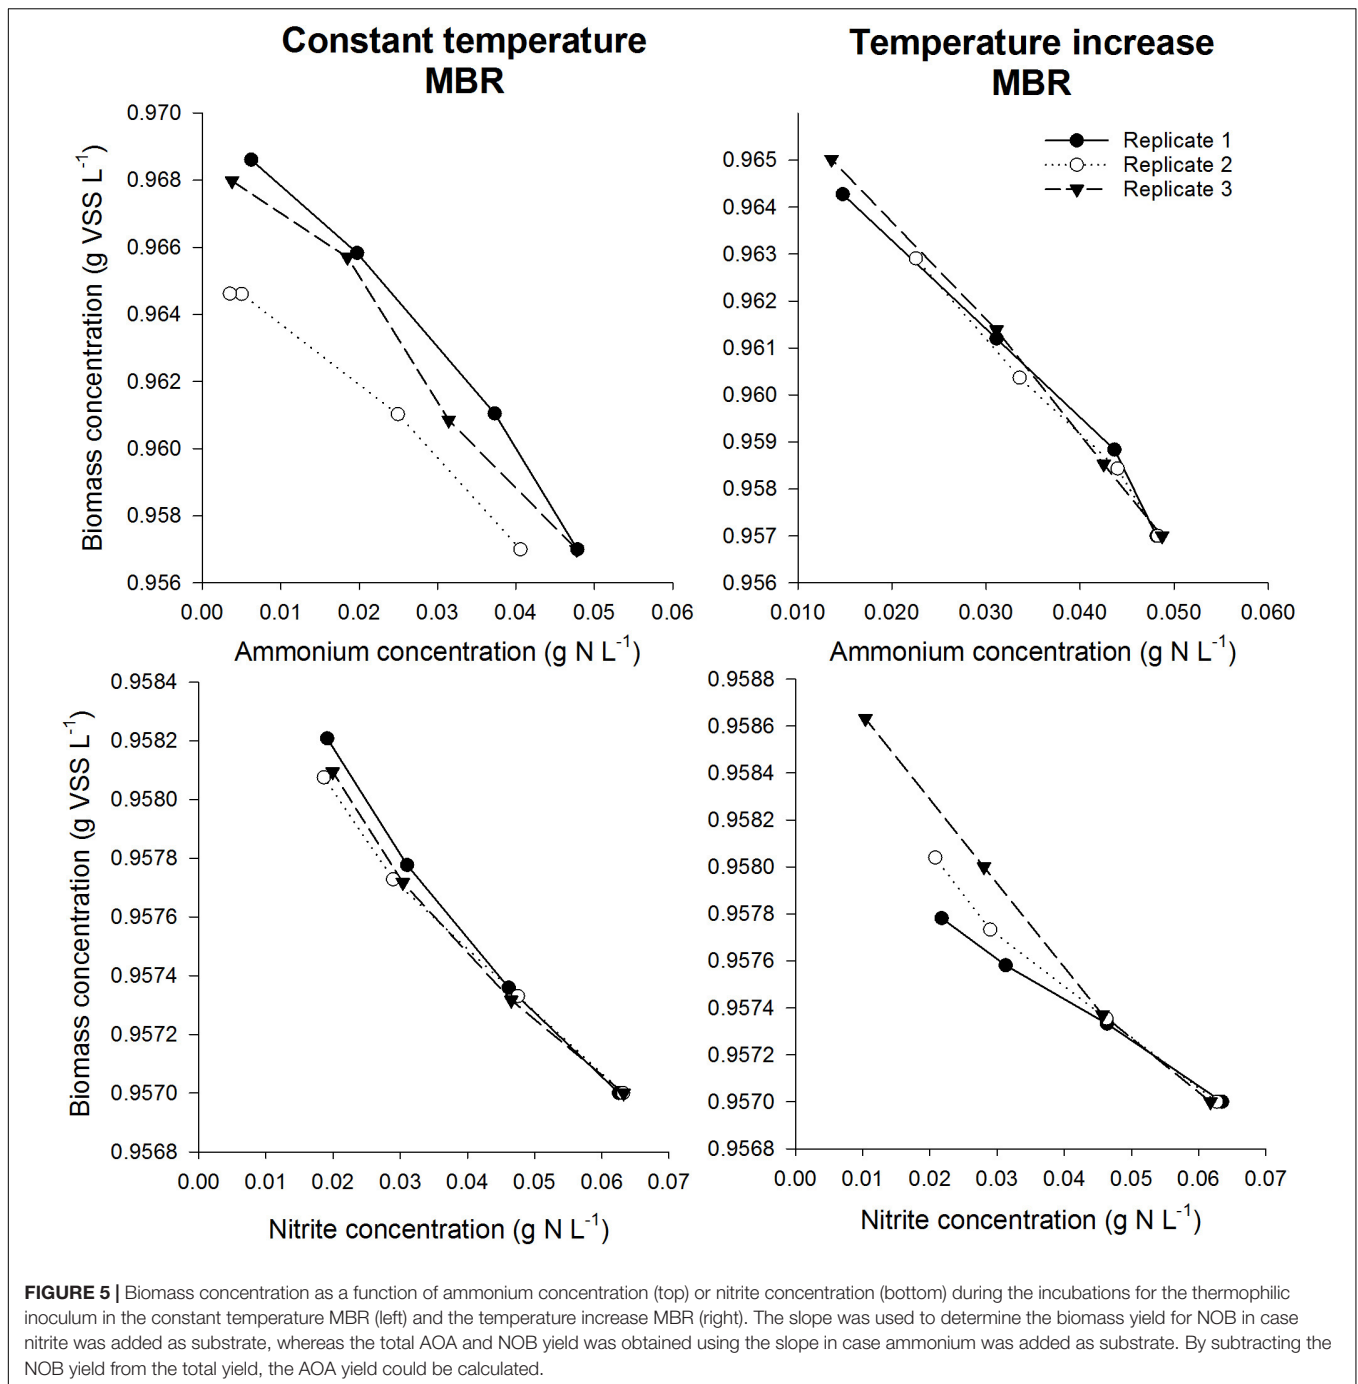 Constant temperature
MBR
Temperature increase
MBR
Biomass concentration (g VSS L-1)
0.970
0.968
0.966
0.964
0.962
0.960
0.958
0.956
0.00 0.01 0.02 0.03 0.04 0.05 0.06
Ammonium concentration (g N L-1)
Replicate 1
Replicate 2
Replicate 3
0.965
0.964
0.963
0.962
0.961
0.960
0.959
0.958
0.957
0.956
0.010 0.020 0.030 0.040 0.050 0.060
Ammonium concentration (g N L-1)
Biomass concentration (g VSS L-1)
0.9584
0.9582
0.9580
0.9578
0.9576
0.9574
0.9572
0.9570
0.9568
0.00 0.01 0.02 0.03 0.04 0.05 0.06 0.07
Nitrite concentration (g N L-1)
0.9588
0.9586
0.9584
0.9582
0.9580
0.9578
0.9576
0.9574
0.9572
0.9570
0.9568
0.00 0.01 0.02 0.03 0.04 0.05 0.06 0.07
Nitrite concentration (g N L-1)
FIGURE 5 | Biomass concentration as a function of ammonium concentration (top) or nitrite concentration (bottom) during the incubations for the thermophilic
inoculum in the constant temperature MBR (left) and the temperature increase MBR (right). The slope was used to determine the biomass yield for NOB in case
nitrite was added as substrate, whereas the total AOA and NOB yield was obtained using the slope in case ammonium was added as substrate. By subtracting the
NOB yield from the total yield, the AOA yield could be calculated.